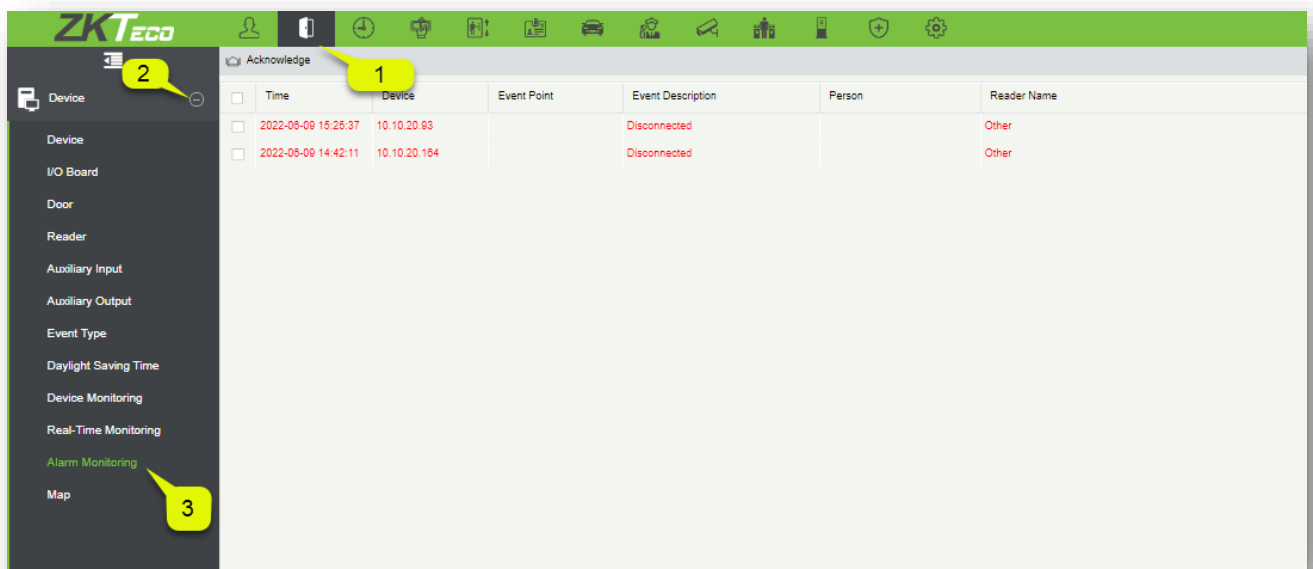 ZKTeco
2
Acknowledge
1
Device
Time Device Event Point Event Description Person Reader Name
2022-06-09 15:25:37 10.10.20.93 Disconnected Other
Device
2022-06-09 14:42:11 10.10.20.164 Disconnected Other
I/O Board
Door
Reader
Auxiliary Input
Auxiliary Output
Event Type
Daylight Saving Time
Device Monitoring
Real-Time Monitoring
Alarm Monitoring
Map
3